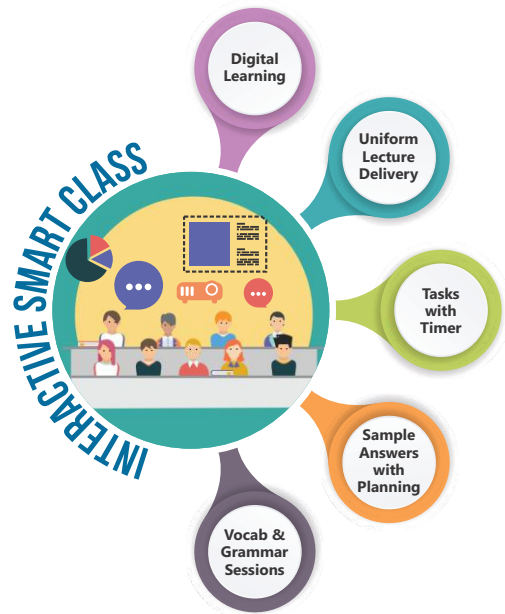 INTERACTIVE SMART CLASS
Digital
Learning
Uniform
Lecture
Delivery
Tasks
with
Timer
Sample
Answers
with
Planning
Vocab &
Grammar
Sessions